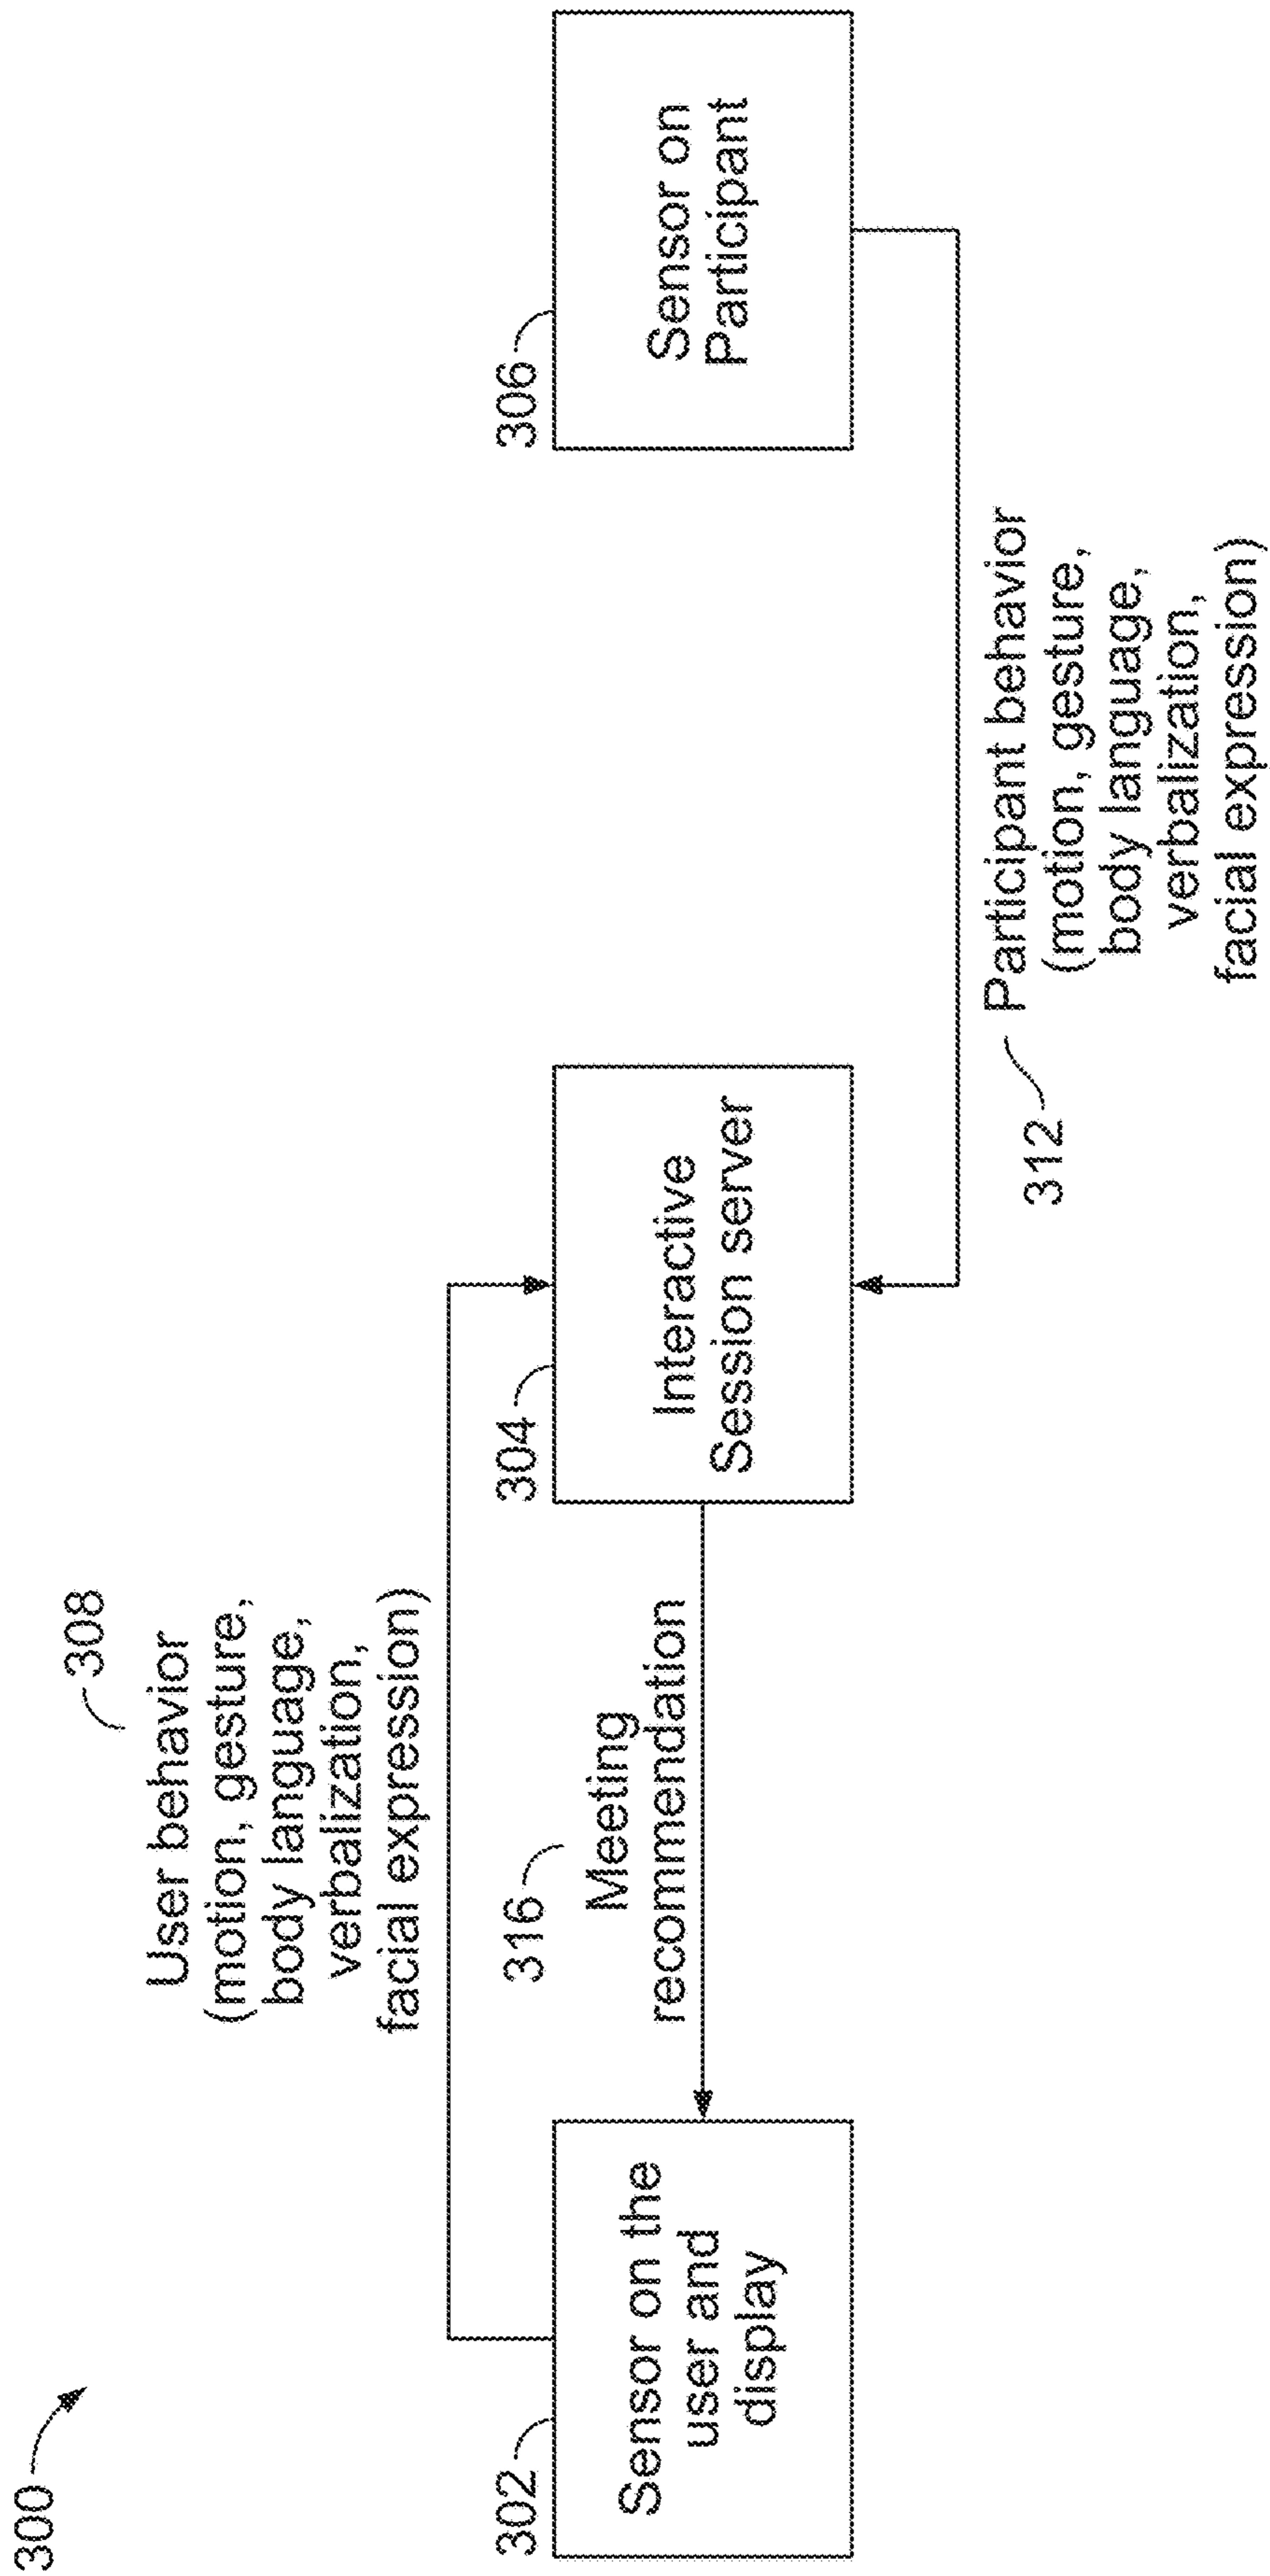 300
308
User behavior
(motion, gesture,
body language,
verbalization,
facial expression)
302
Sensor on the
user and
display
316
Meeting
recommendation
304
Interactive
Session server
306
Sensor on
Participant
312
Participant behavior
(motion, gesture,
body language,
verbalization,
facial expression)